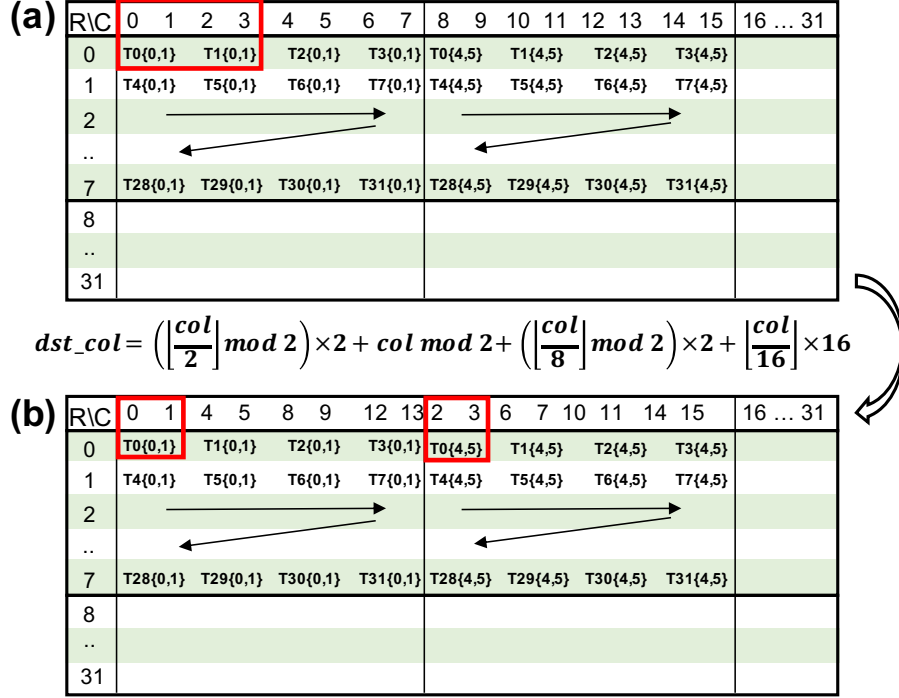 (a)
R\C 0 1 2 3 4 5 6 7 8 9 10 11 12 13 14 15 16 ... 31
0 T0{0,1} T1{0,1} T2{0,1} T3{0,1} T0{4,5} T1{4,5} T2{4,5} T3{4,5}
1 T4{0,1} T5{0,1} T6{0,1} T7{0,1} T4{4,5} T5{4,5} T6{4,5} T7{4,5}
2
..
7 T28{0,1} T29{0,1} T30{0,1} T31{0,1} T28{4,5} T29{4,5} T30{4,5} T31{4,5}
8
..
31
dst_col = (⌊col/2⌋ mod 2) × 2 + col mod 2 + (⌊col/8⌋ mod 2) × 2 + ⌊col/16⌋ × 16
(b)
R\C 0 1 4 5 8 9 12 13 2 3 6 7 10 11 14 15 16 ... 31
0 T0{0,1} T1{0,1} T2{0,1} T3{0,1} T0{4,5} T1{4,5} T2{4,5} T3{4,5}
1 T4{0,1} T5{0,1} T6{0,1} T7{0,1} T4{4,5} T5{4,5} T6{4,5} T7{4,5}
2
..
7 T28{0,1} T29{0,1} T30{0,1} T31{0,1} T28{4,5} T29{4,5} T30{4,5} T31{4,5}
8
..
31